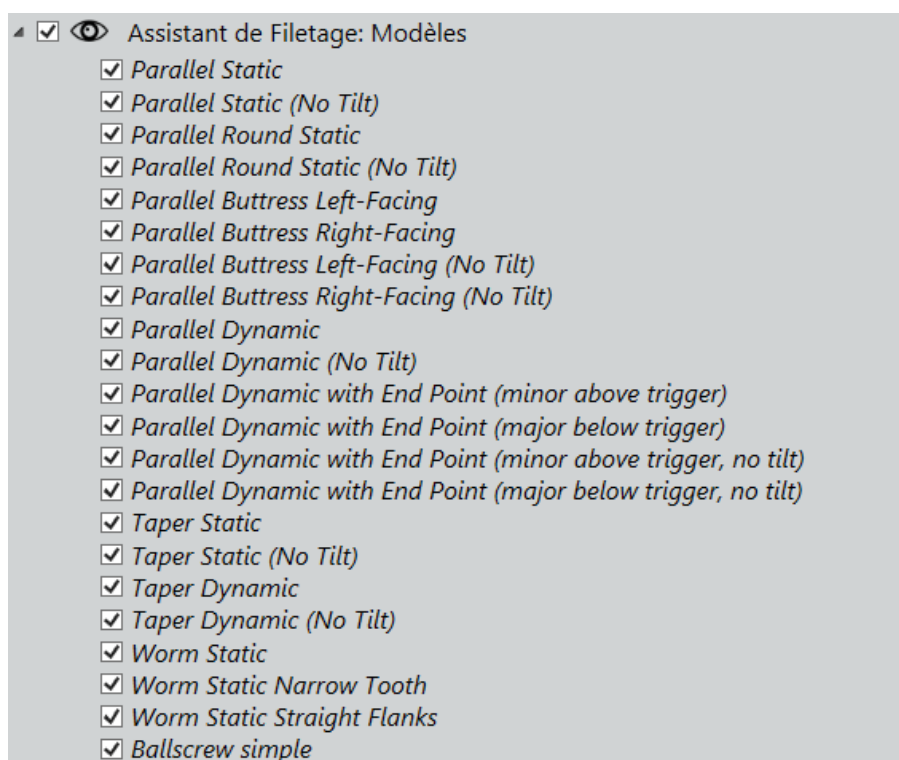 Assistant de Filetage: Modèles
Parallel Static
Parallel Static (No Tilt)
Parallel Round Static
Parallel Round Static (No Tilt)
Parallel Buttress Left-Facing
Parallel Buttress Right-Facing
Parallel Buttress Left-Facing (No Tilt)
Parallel Buttress Right-Facing (No Tilt)
Parallel Dynamic
Parallel Dynamic (No Tilt)
Parallel Dynamic with End Point (minor above trigger)
Parallel Dynamic with End Point (major below trigger)
Parallel Dynamic with End Point (minor above trigger, no tilt)
Parallel Dynamic with End Point (major below trigger, no tilt)
Taper Static
Taper Static (No Tilt)
Taper Dynamic
Taper Dynamic (No Tilt)
Worm Static
Worm Static Narrow Tooth
Worm Static Straight Flanks
Ballscrew simple